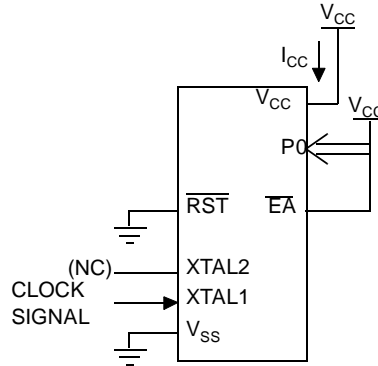 VCC
ICC
VCC
VCC
P0
RST EA
(NC) XTAL2
CLOCK
SIGNAL
XTAL1
VSS